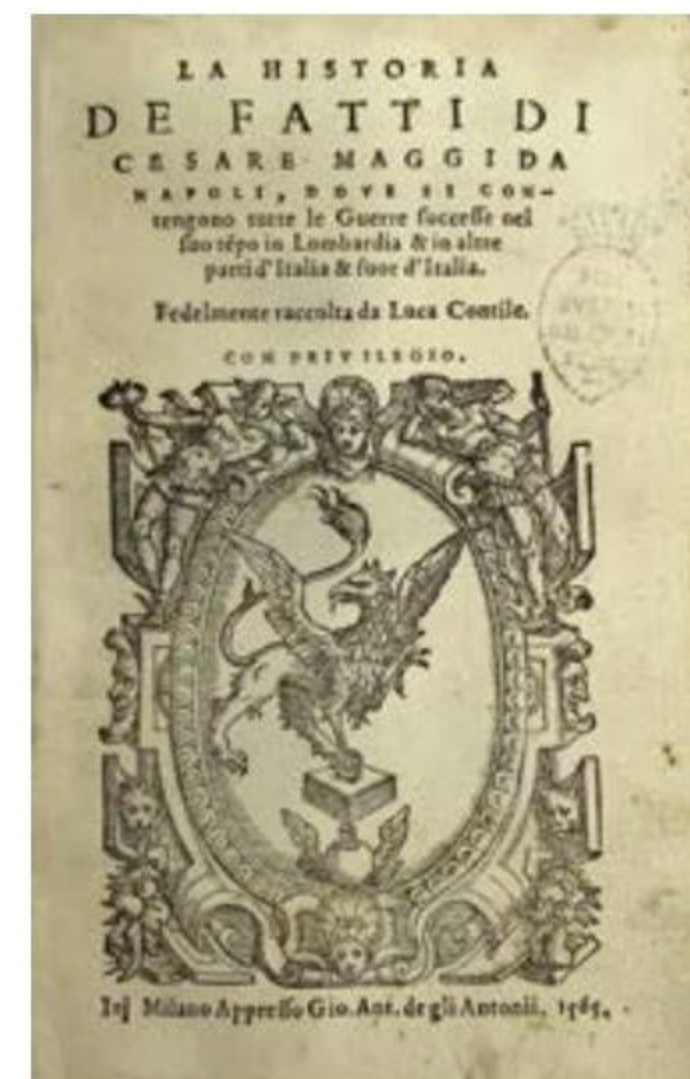 LA HISTORIA
DE FATTI DI
CESARE MAGGI DA
NAPOLI, DOVE SI CON-
tengono tutte le Guerre successe nel
suo tẽpo in Lombardia & in altre
parti d'Italia & fuor d'Italia.
Fedelmente raccolta da Luca Contile.
CON PRIVILEGIO.
In Milano Appresso Gio. Ant. degli Antonii. 1565.